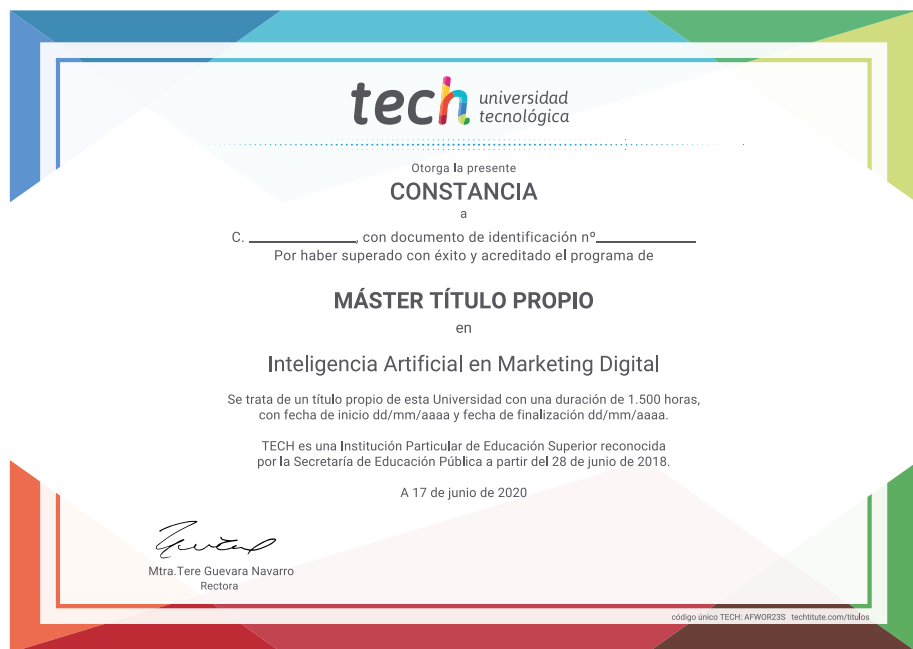 tech universidad
tecnológica
Otorga la presente
CONSTANCIA
a
C. ____________, con documento de identificación nº____________
Por haber superado con éxito y acreditado el programa de
MÁSTER TÍTULO PROPIO
en
Inteligencia Artificial en Marketing Digital
Se trata de un título propio de esta Universidad con una duración de 1.500 horas,
con fecha de inicio dd/mm/aaaa y fecha de finalización dd/mm/aaaa.
TECH es una Institución Particular de Educación Superior reconocida
por la Secretaría de Educación Pública a partir del 28 de junio de 2018.
A 17 de junio de 2020
Mtra.Tere Guevara Navarro
Rectora
código único TECH: AFWOR23S techtitute.com/titulos